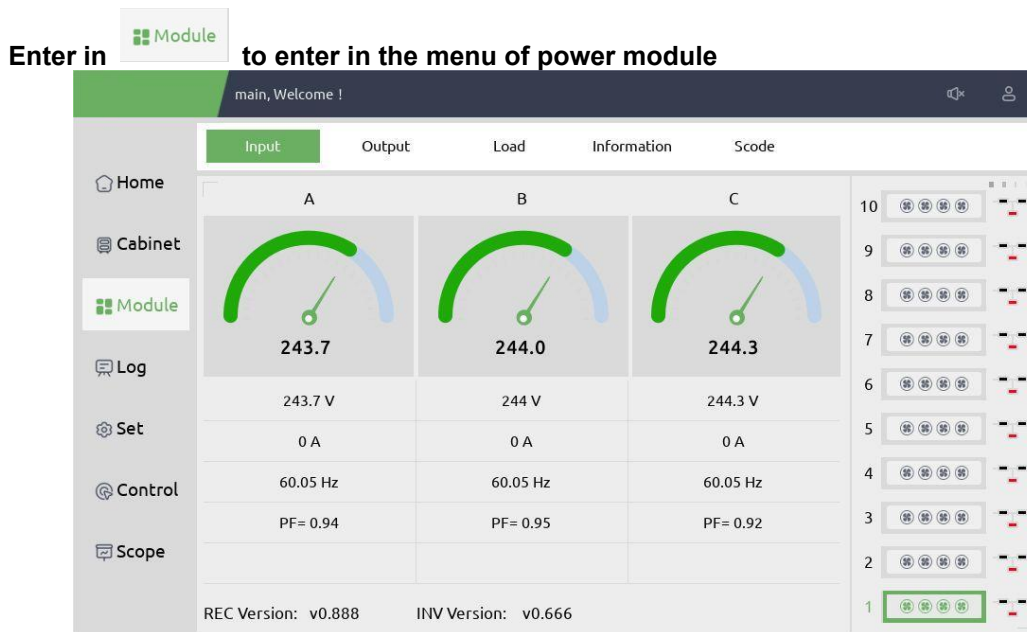 Enter in Module to enter in the menu of power module
main, Welcome !
Input Output Load Information Scode
Home
Cabinet
Module
Log
Set
Control
Scope
A B C
243.7 244.0 244.3
243.7 V 244 V 244.3 V
0 A 0 A 0 A
60.05 Hz 60.05 Hz 60.05 Hz
PF= 0.94 PF= 0.95 PF= 0.92
REC Version: v0.888 INV Version: v0.666
10
9
8
7
6
5
4
3
2
1